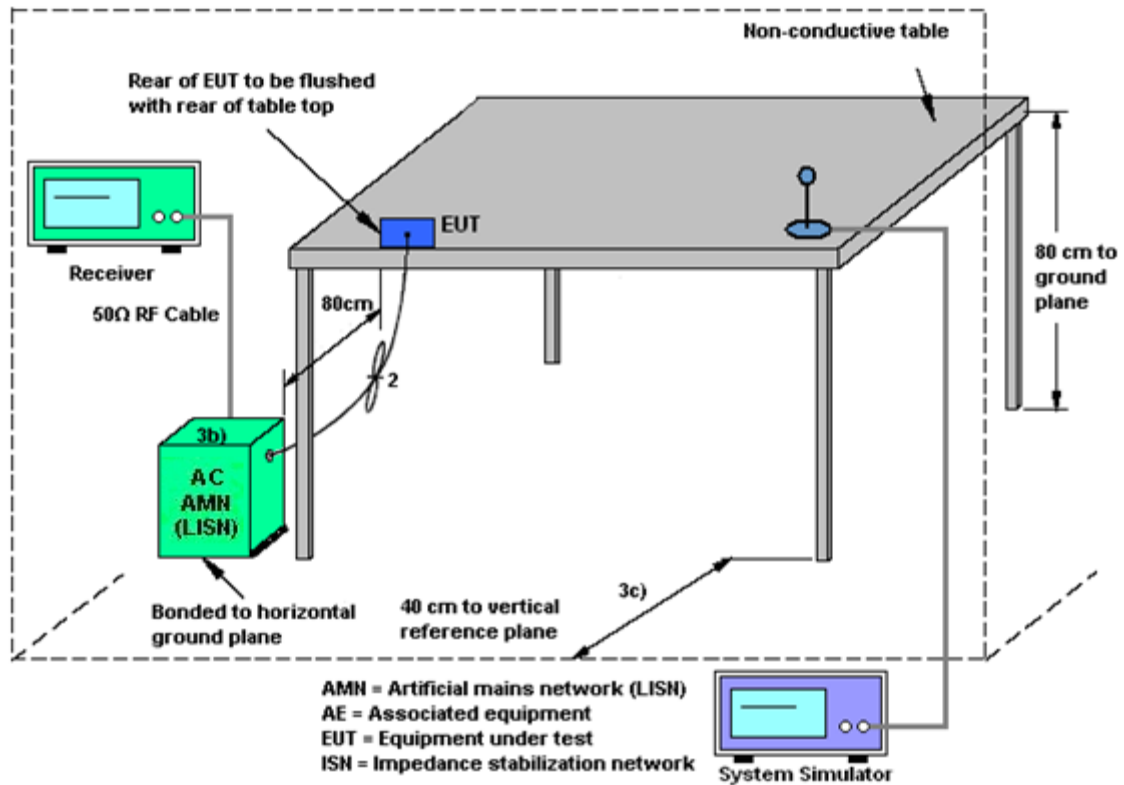 Non-conductive table
Rear of EUT to be flushed
with rear of table top
EUT
Receiver
80 cm to
ground
plane
50Ω RF Cable
80cm
2
3b)
AC
AMN
(LISN)
Bonded to horizontal
ground plane
40 cm to vertical
reference plane
3c)
AMN = Artificial mains network (LISN)
AE = Associated equipment
EUT = Equipment under test
ISN = Impedance stabilization network
System Simulator